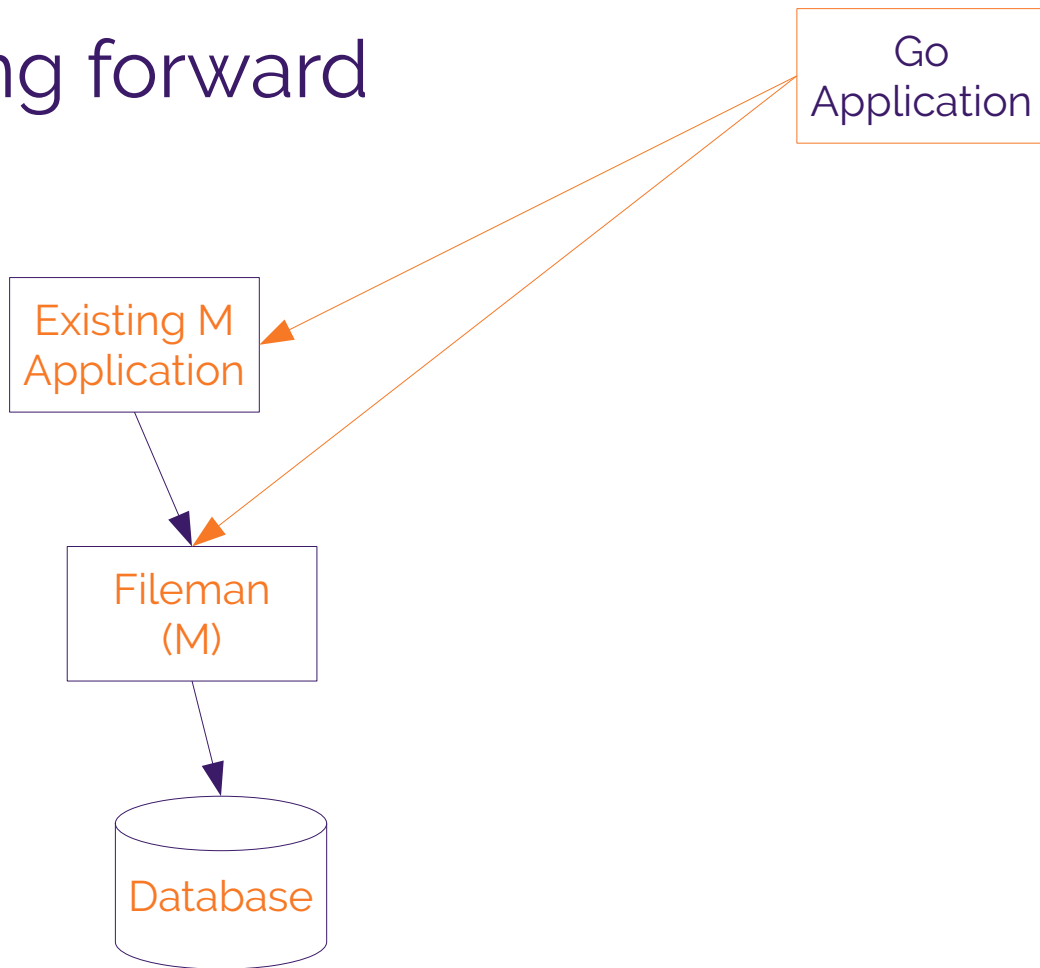 ng forward
Go
Application
Existing M
Application
Fileman
(M)
Database